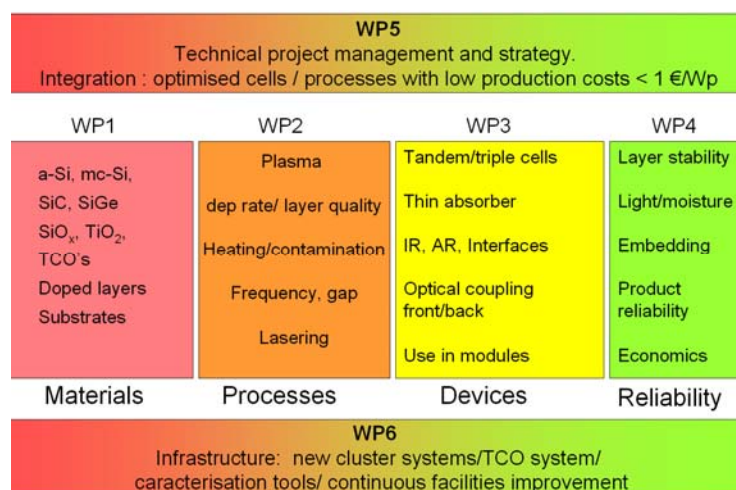 WP5
Technical project management and strategy.
Integration : optimised cells / processes with low production costs < 1 €/Wp
WP1
a-Si, mc-Si,
SiC, SiGe
SiOₓ, TiO₂,
TCO's
Doped layers
Substrates
Materials
WP2
Plasma
dep rate/ layer quality
Heating/contamination
Frequency, gap
Lasering
Processes
WP3
Tandem/triple cells
Thin absorber
IR, AR, Interfaces
Optical coupling
front/back
Use in modules
Devices
WP4
Layer stability
Light/moisture
Embedding
Product
reliability
Economics
Reliability
WP6
Infrastructure: new cluster systems/TCO system/
caracterisation tools/ continuous facilities improvement